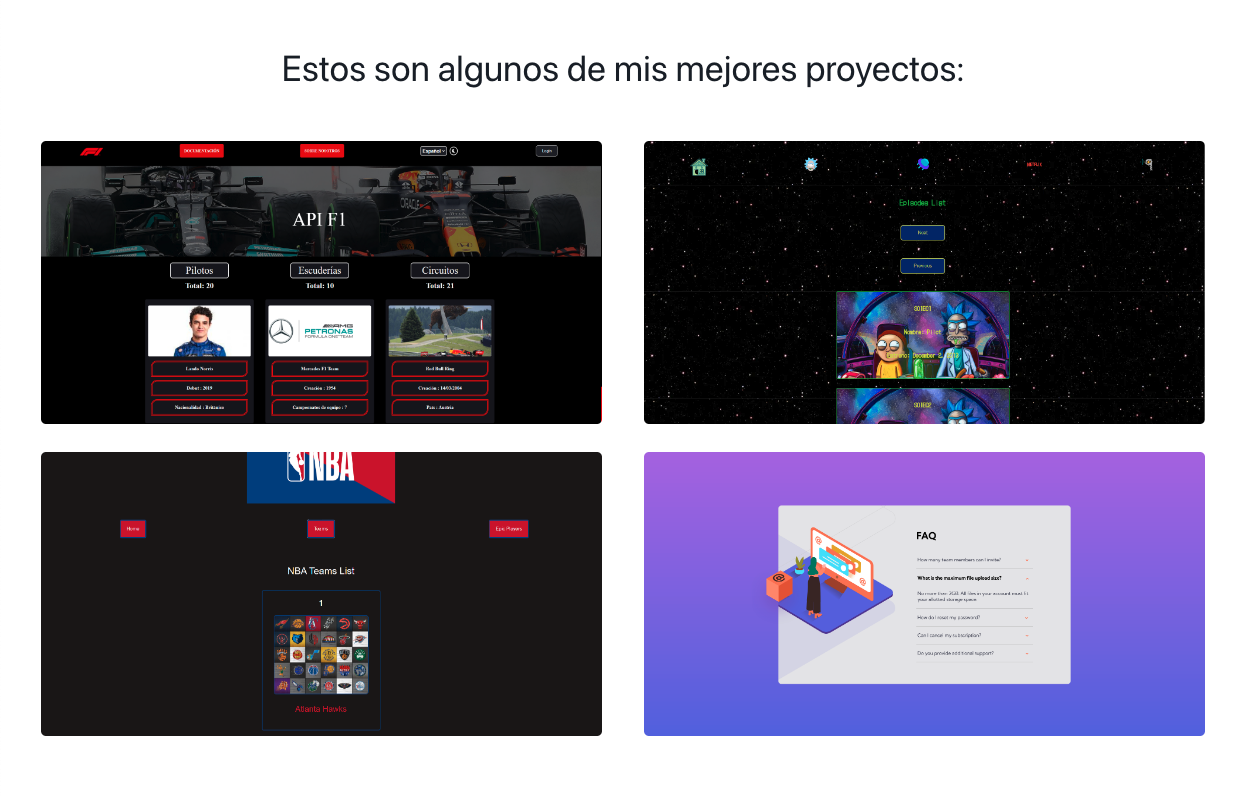 Estos son algunos de mis mejores proyectos:
DOCUMENTACIÓN
SOBRE NOSOTROS
Español
Login
API F1
Pilotos
Escuderías
Circuitos
Total: 20
Total: 10
Total: 21
AMG
PETRONAS
FORMULA ONE TEAM
Lando Norris
Mercedes F1 Team
Red Bull Ring
Debut : 2019
Creación : 1954
Creación : 14/03/2004
Nacionalidad : Británico
Campeonatos de equipo : 7
País : Austria
ORACLE
NETFLIX
Episodes List
Next
Previous
S01E01
Nombre: Pilot
December 2,
S01E02
NBA
Home
Teams
Epic Players
NBA Teams List
1
Atlanta Hawks
FAQ
How many team members can I invite?
What is the maximum file upload size?
No more than 2GB. All files in your account must fit
your allotted storage space.
How do I reset my password?
Can I cancel my subscription?
Do you provide additional support?